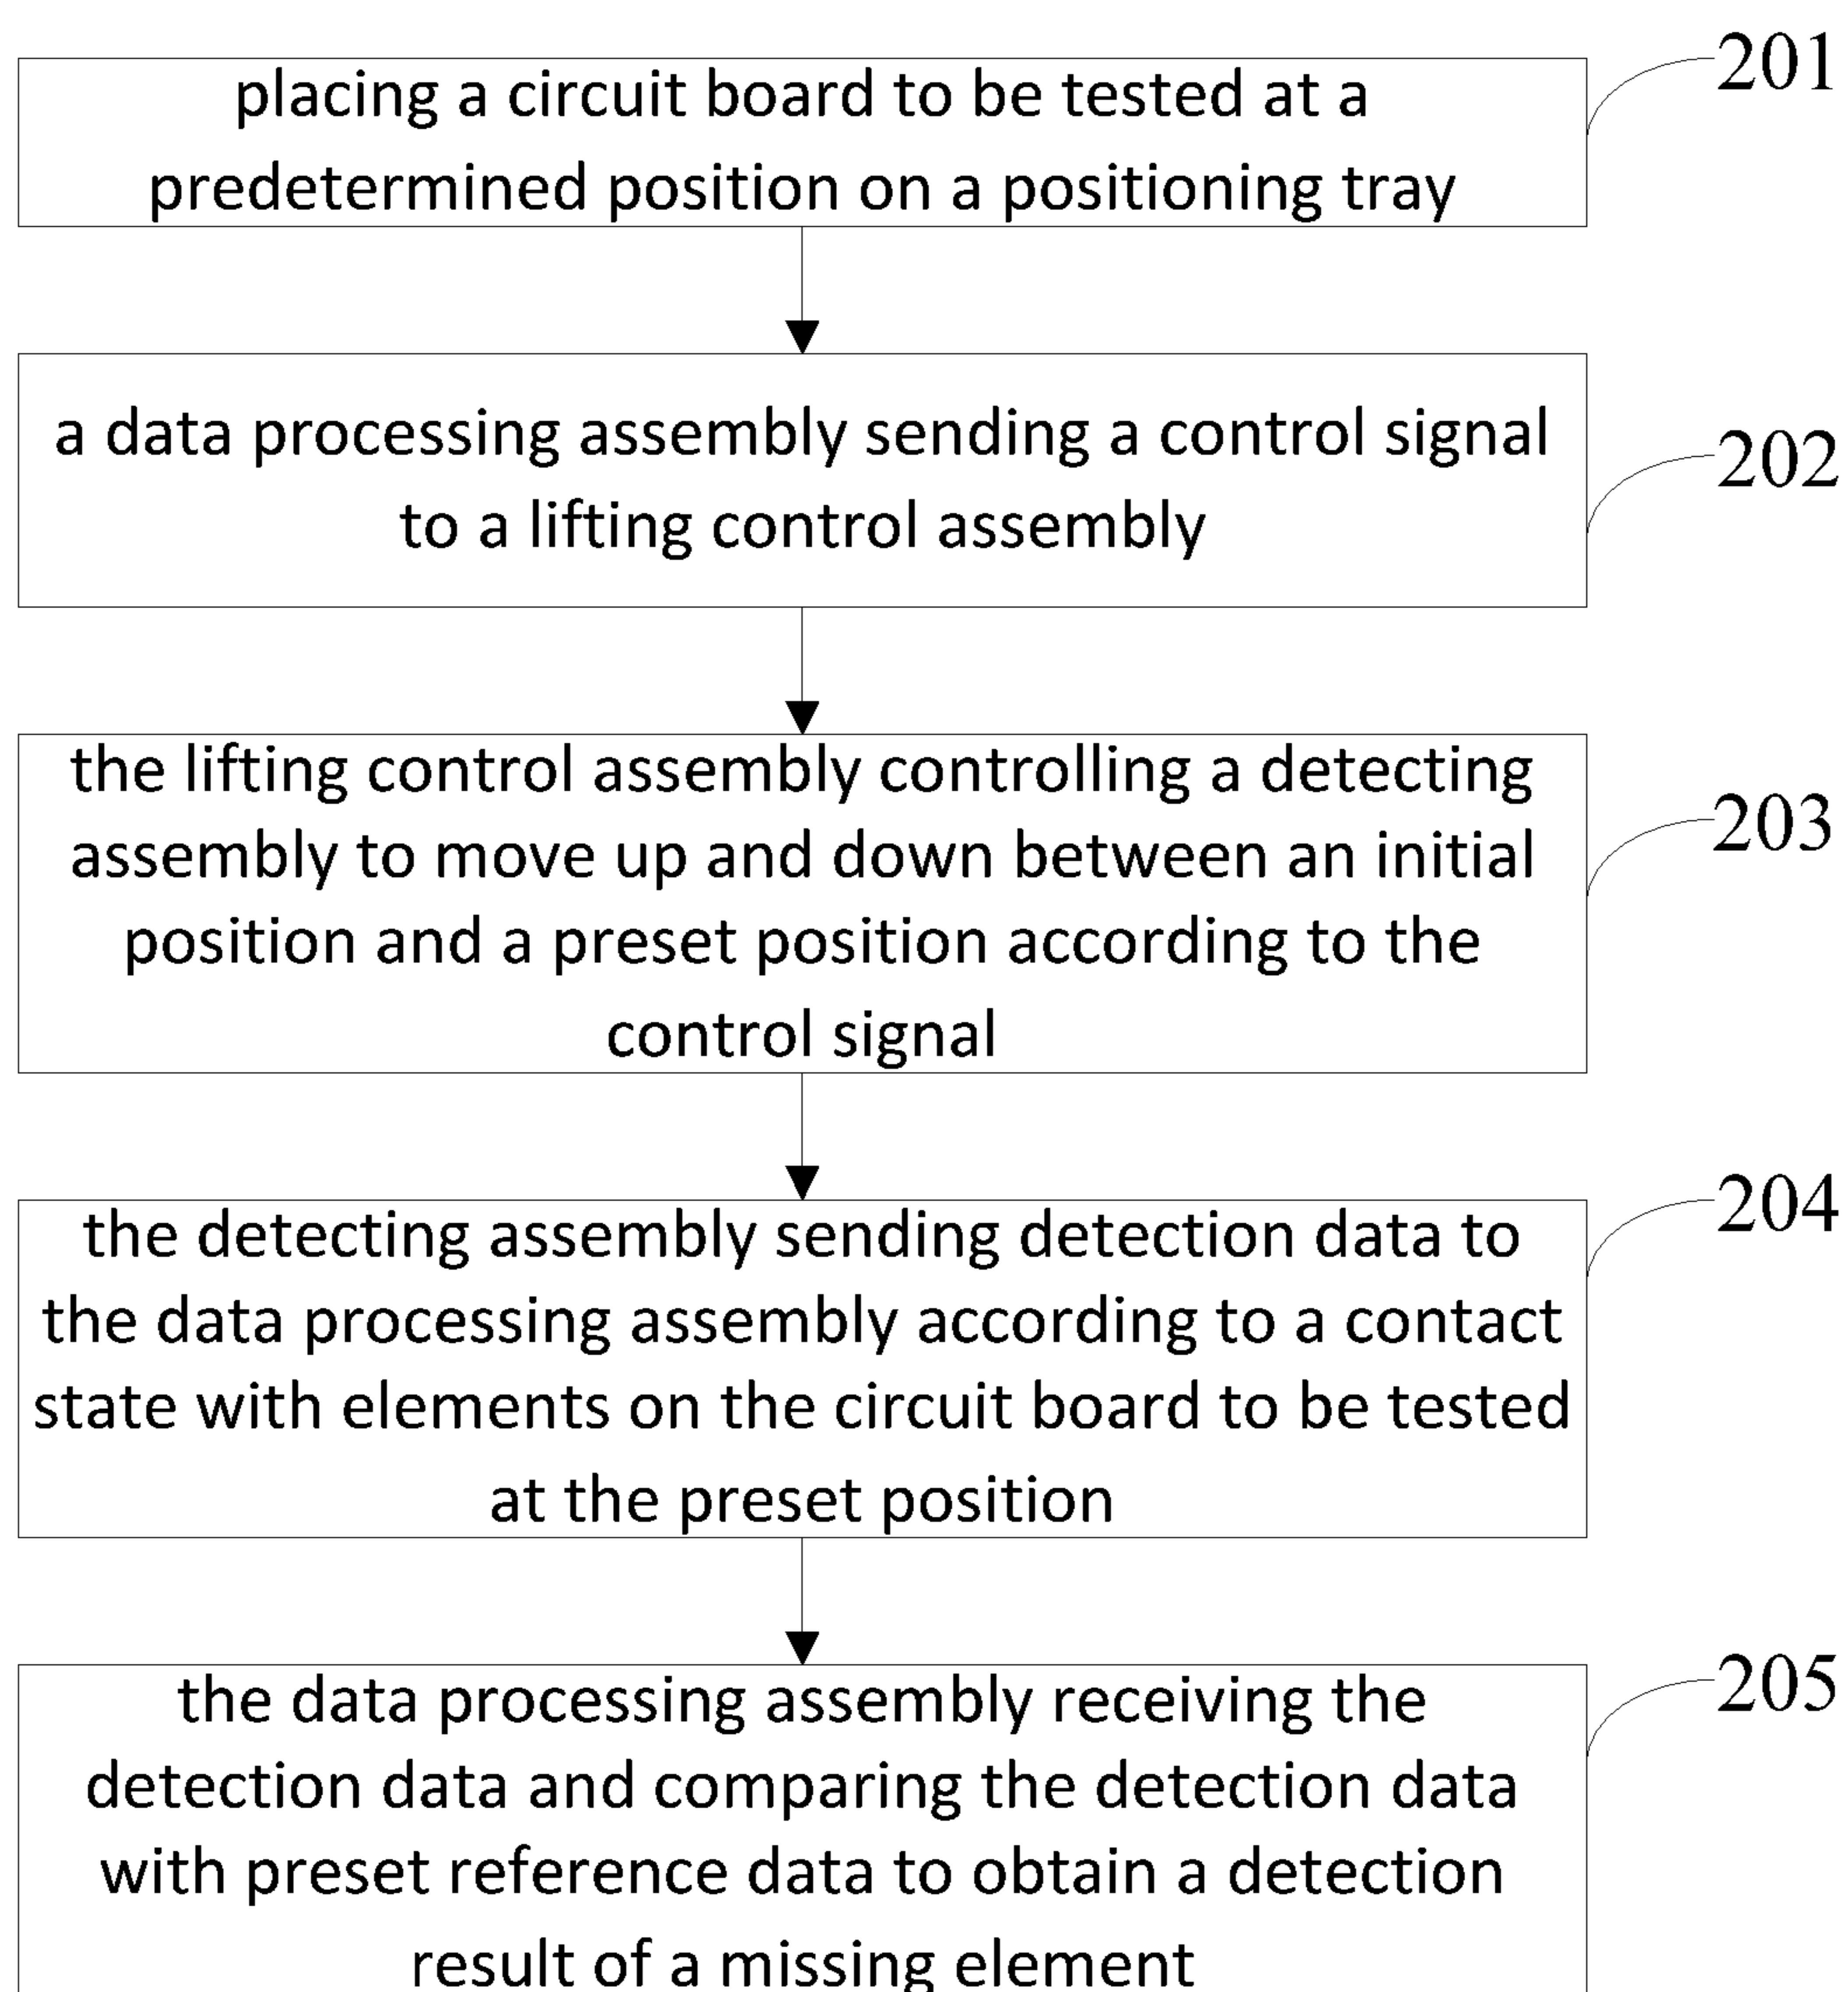 placing a circuit board to be tested at a
predetermined position on a positioning tray
201
a data processing assembly sending a control signal
to a lifting control assembly
202
the lifting control assembly controlling a detecting
assembly to move up and down between an initial
position and a preset position according to the
control signal
203
the detecting assembly sending detection data to
the data processing assembly according to a contact
state with elements on the circuit board to be tested
at the preset position
204
the data processing assembly receiving the
detection data and comparing the detection data
with preset reference data to obtain a detection
result of a missing element
205